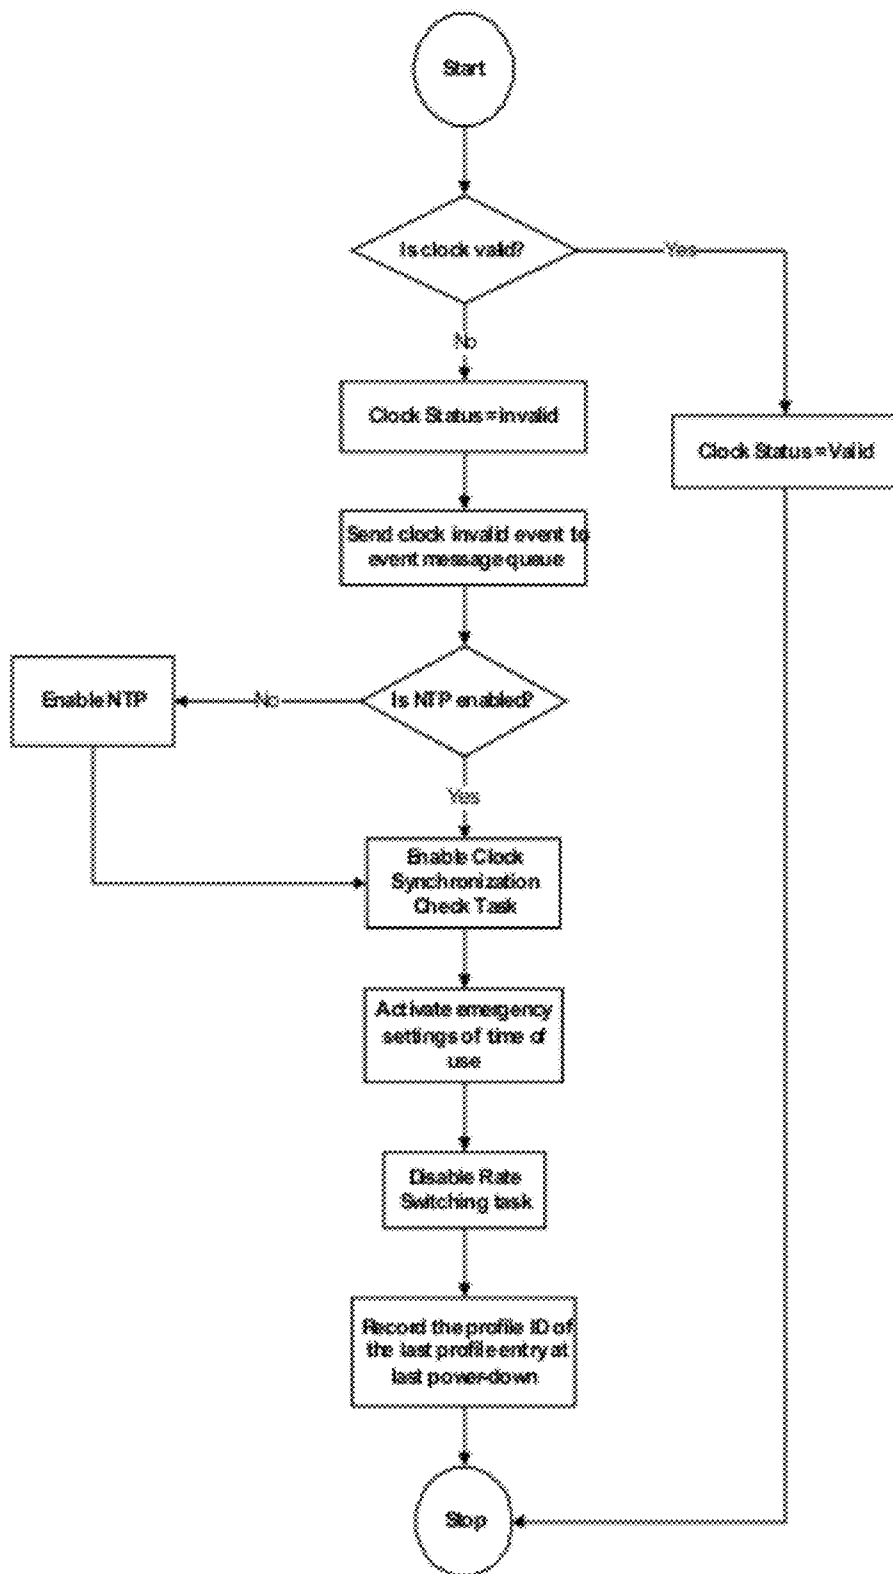 Start
Is clock valid?
Yes
No
Clock Status = invalid
Clock Status = Valid
Send clock invalid event to
event message queue
Enable NTP
No
Is NTP enabled?
Yes
Enable Clock
Synchronization
Check Task
Activate emergency
settings of time of
use
Disable Rate
Switching task
Record the profile ID of
the last profile entry at
last power-down
Stop